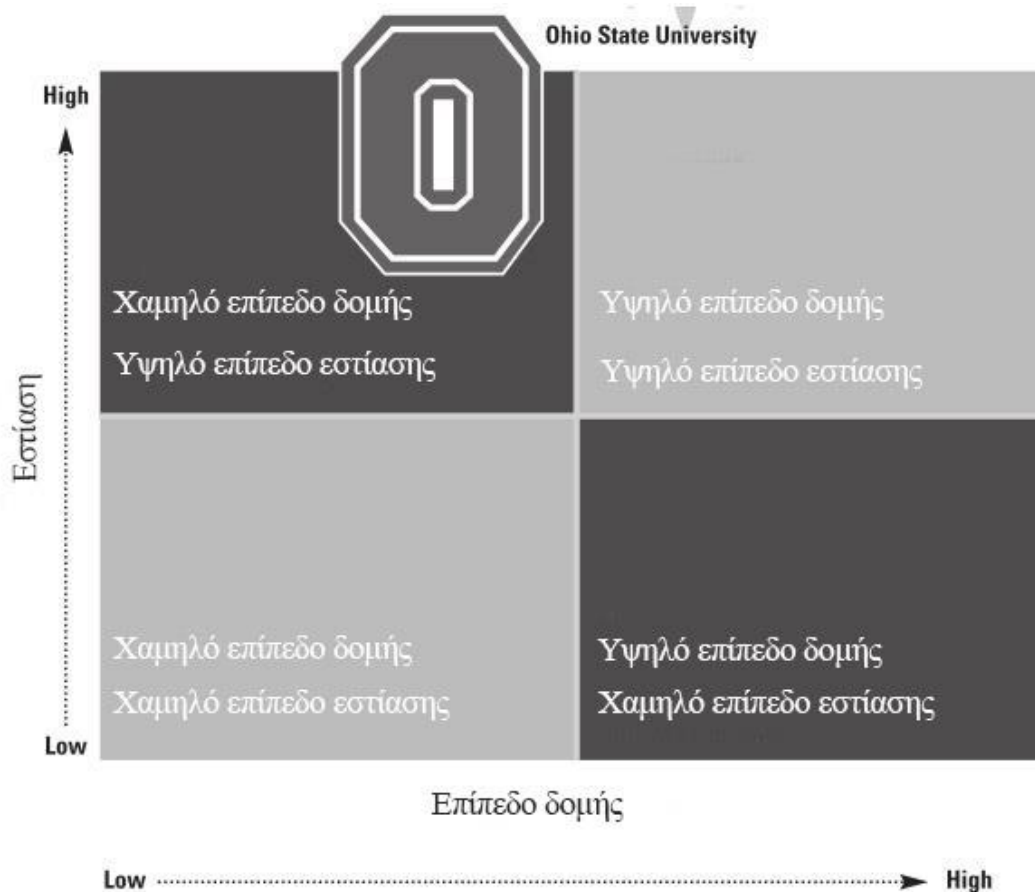 Ohio State University
High
Χαμηλό επίπεδο δομής
Υψηλό επίπεδο εστίασης
Υψηλό επίπεδο δομής
Υψηλό επίπεδο εστίασης
Εστίαση
Χαμηλό επίπεδο δομής
Χαμηλό επίπεδο εστίασης
Υψηλό επίπεδο δομής
Χαμηλό επίπεδο εστίασης
Low
Επίπεδο δομής
Low
High